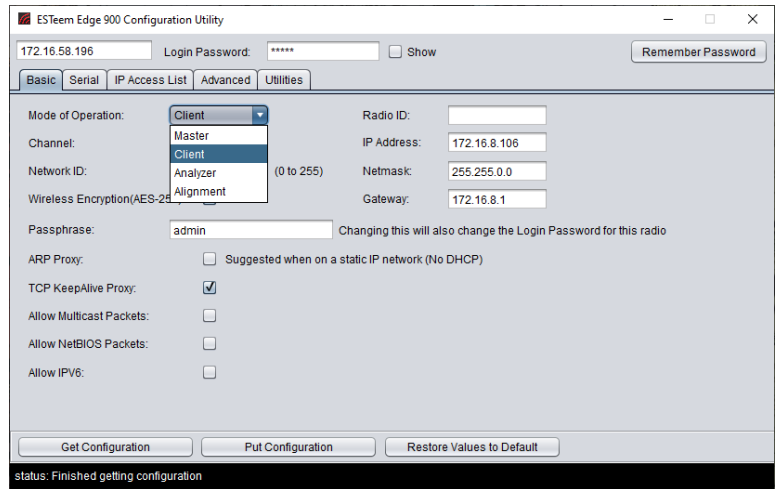 ESTeem Edge 900 Configuration Utility
172.16.58.196 Login Password: ***** Show Remember Password
Basic Serial IP Access List Advanced Utilities
Mode of Operation: Client Radio ID:
Master
Channel: IP Address: 172.16.8.106
Client
Network ID: Analyzer (0 to 255) Netmask: 255.255.0.0
Alignment
Wireless Encryption(AES-25 Gateway: 172.16.8.1
Passphrase: admin Changing this will also change the Login Password for this radio
ARP Proxy: Suggested when on a static IP network (No DHCP)
TCP KeepAlive Proxy:
Allow Multicast Packets:
Allow NetBIOS Packets:
Allow IPV6:
Get Configuration Put Configuration Restore Values to Default
status: Finished getting configuration